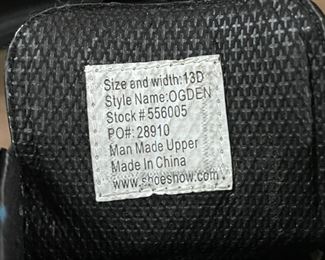 Size and width:13D
Style Name:OGDEN
Stock # 556005
PO#: 28910
Man Made Upper
Made In China
www.shoeshow.com